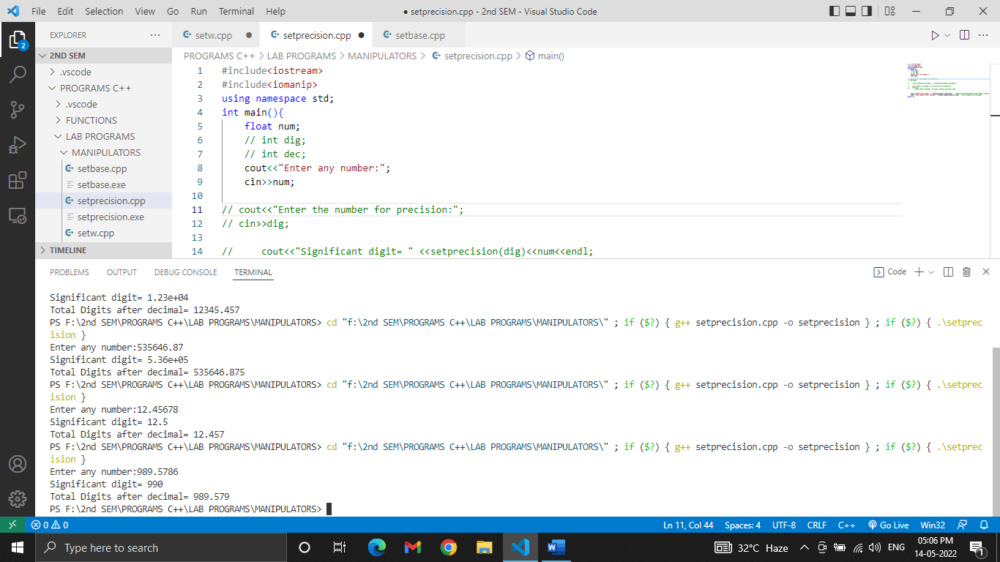 File Edit Selection View Go Run Terminal Help
● setprecision.cpp - 2nd SEM - Visual Studio Code
EXPLORER
setw.cpp ●
setprecision.cpp ●
setbase.cpp
2ND SEM
.vscode
PROGRAMS C++
.vscode
FUNCTIONS
LAB PROGRAMS
MANIPULATORS
setbase.cpp
setbase.exe
setprecision.cpp
setprecision.exe
setw.cpp
TIMELINE
2
PROGRAMS C++ > LAB PROGRAMS > MANIPULATORS > setprecision.cpp > main()
1 #include<iostream>
2 #include<iomanip>
3 using namespace std;
4 int main(){
5 float num;
6 // int dig;
7 // int dec;
8 cout<<"Enter any number:";
9 cin>>num;
10
11 // cout<<"Enter the number for precision:";
12 // cin>>dig;
13
14 //     cout<<"Significant digit= " <<setprecision(dig)<<num<<endl;
PROBLEMS OUTPUT DEBUG CONSOLE TERMINAL
Code
Significant digit= 1.23e+04
Total Digits after decimal= 12345.457
PS F:\2nd SEM\PROGRAMS C++\LAB PROGRAMS\MANIPULATORS> cd "f:\2nd SEM\PROGRAMS C++\LAB PROGRAMS\MANIPULATORS\" ; if ($?) { g++ setprecision.cpp -o setprecision } ; if ($?) { .\setprec
ision }
Enter any number:535646.87
Significant digit= 5.36e+05
Total Digits after decimal= 535646.875
PS F:\2nd SEM\PROGRAMS C++\LAB PROGRAMS\MANIPULATORS> cd "f:\2nd SEM\PROGRAMS C++\LAB PROGRAMS\MANIPULATORS\" ; if ($?) { g++ setprecision.cpp -o setprecision } ; if ($?) { .\setprec
ision }
Enter any number:12.45678
Significant digit= 12.5
Total Digits after decimal= 12.457
PS F:\2nd SEM\PROGRAMS C++\LAB PROGRAMS\MANIPULATORS> cd "f:\2nd SEM\PROGRAMS C++\LAB PROGRAMS\MANIPULATORS\" ; if ($?) { g++ setprecision.cpp -o setprecision } ; if ($?) { .\setprec
ision }
Enter any number:989.5786
Significant digit= 990
Total Digits after decimal= 989.579
PS F:\2nd SEM\PROGRAMS C++\LAB PROGRAMS\MANIPULATORS>
0 0
Ln 11, Col 44 Spaces: 4 UTF-8 CRLF C++ Go Live Win32
Type here to search
32°C Haze
ENG
05:06 PM
14-05-2022
1